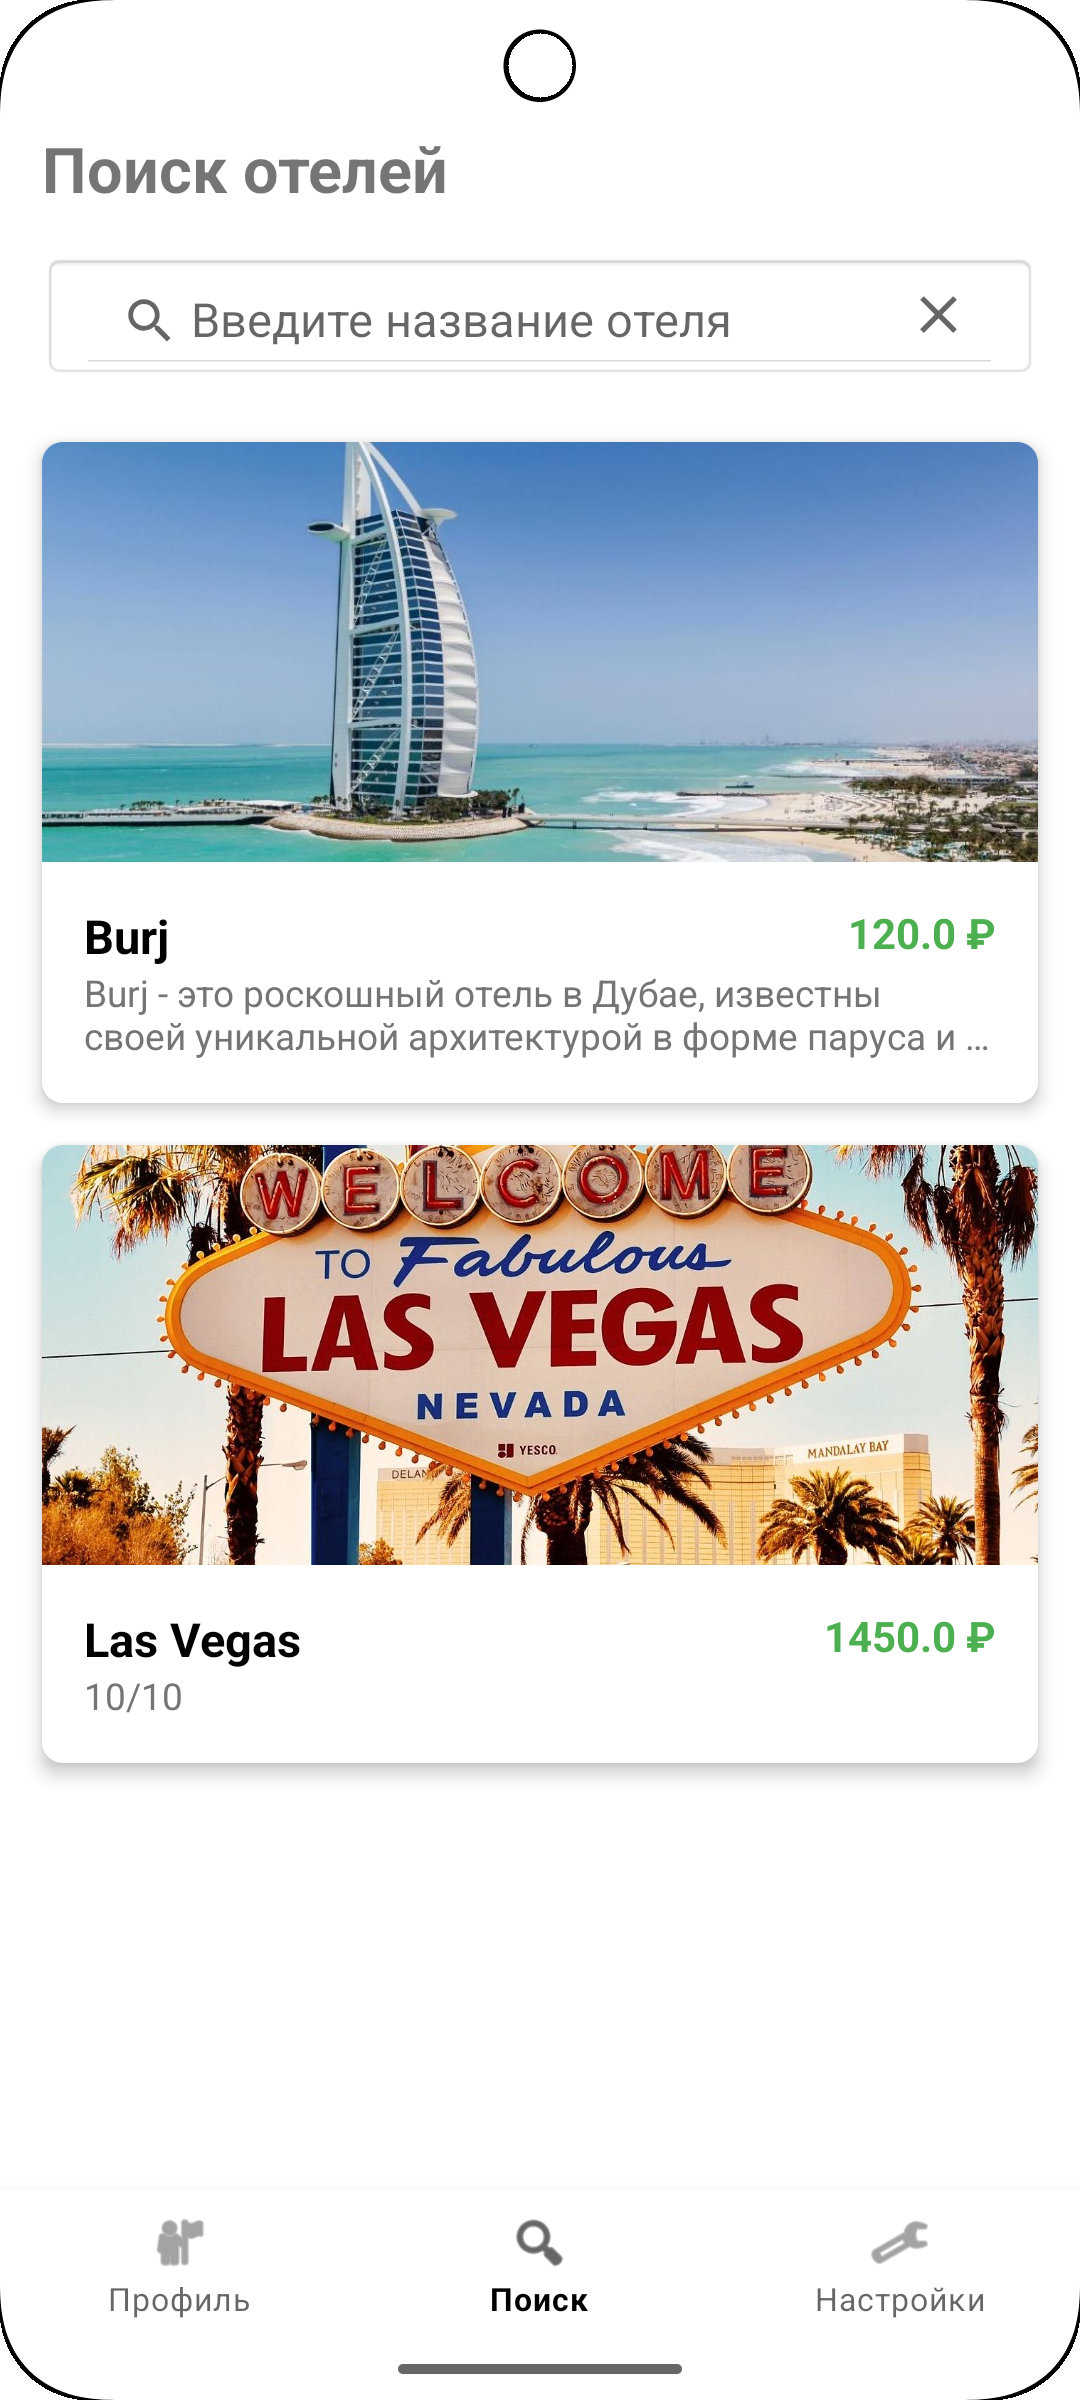 Поиск отелей
Введите название отеля
Burj
120.0 ₽
Burj - это роскошный отель в Дубае, известны
своей уникальной архитектурой в форме паруса и ...
WELCOME
TO Fabulous
LAS VEGAS
NEVADA
YESCO
MANDALAY BAY
Las Vegas
1450.0 ₽
10/10
Профиль
Поиск
Настройки